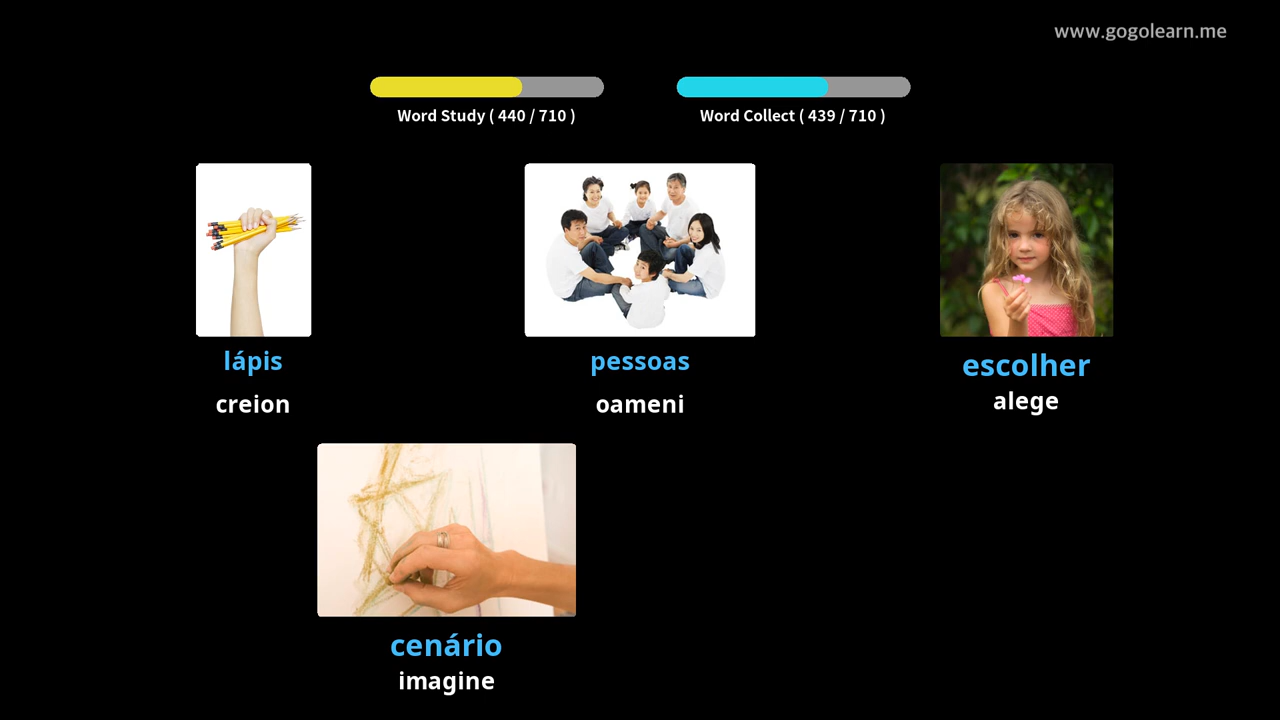 www.gogolearn.me
Word Study ( 440 / 710 )
Word Collect ( 439 / 710 )
lápis
creion
pessoas
oameni
escolher
alege
cenário
imagine